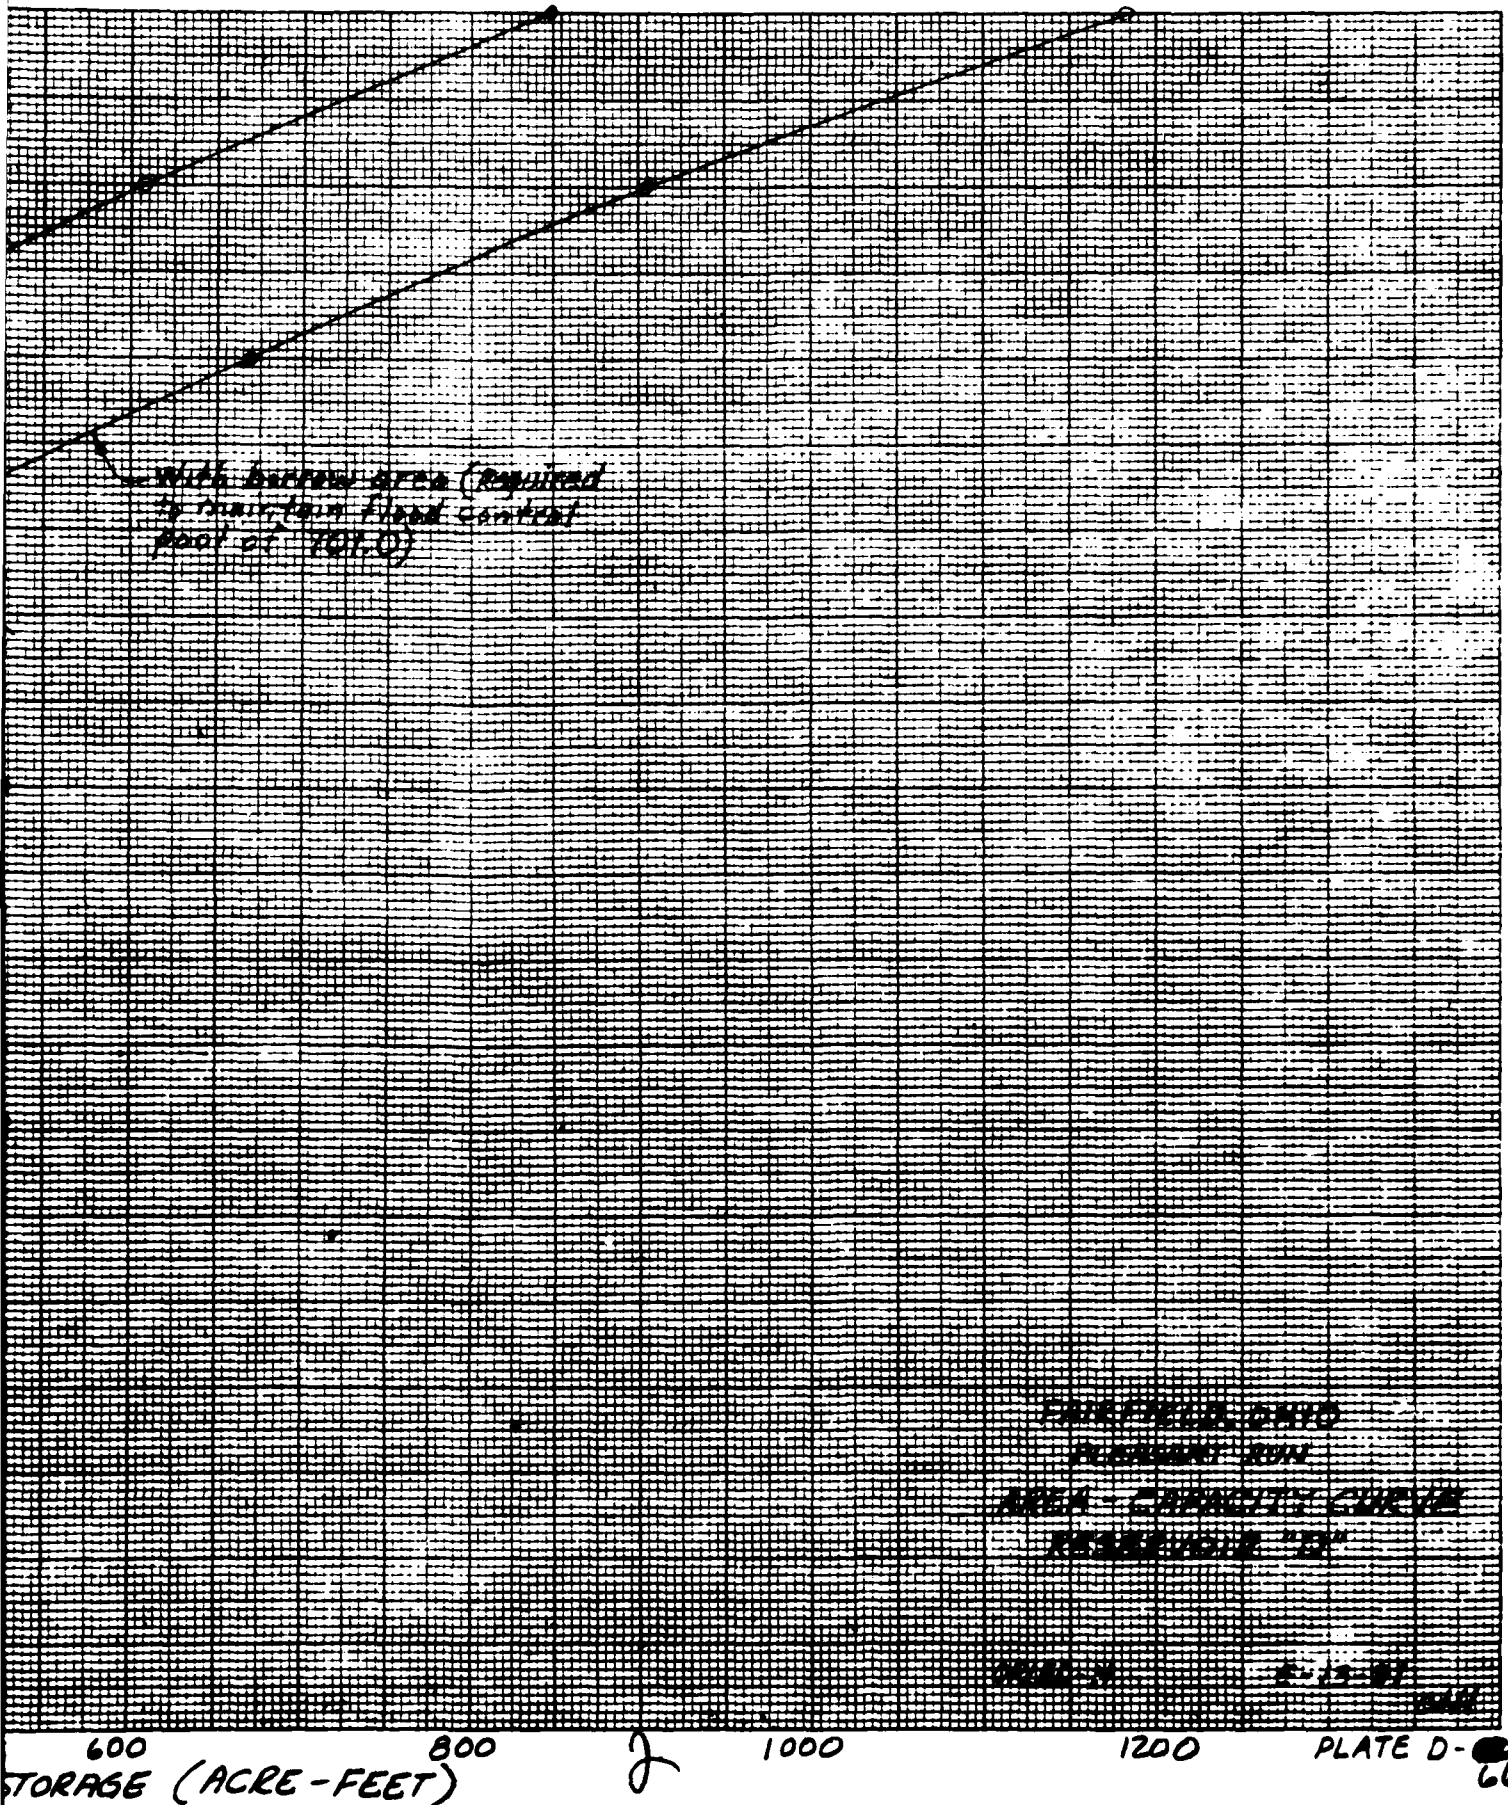 With borrow area (Required
to maintain flood control
pool of 701.0)
FAIRFIELD, OHIO
PLEASANT RUN
AREA - CAPACITY CURVE
RESERVOIR "D"
600 800 1000 1200 PLATE D-
STORAGE (ACRE-FEET)